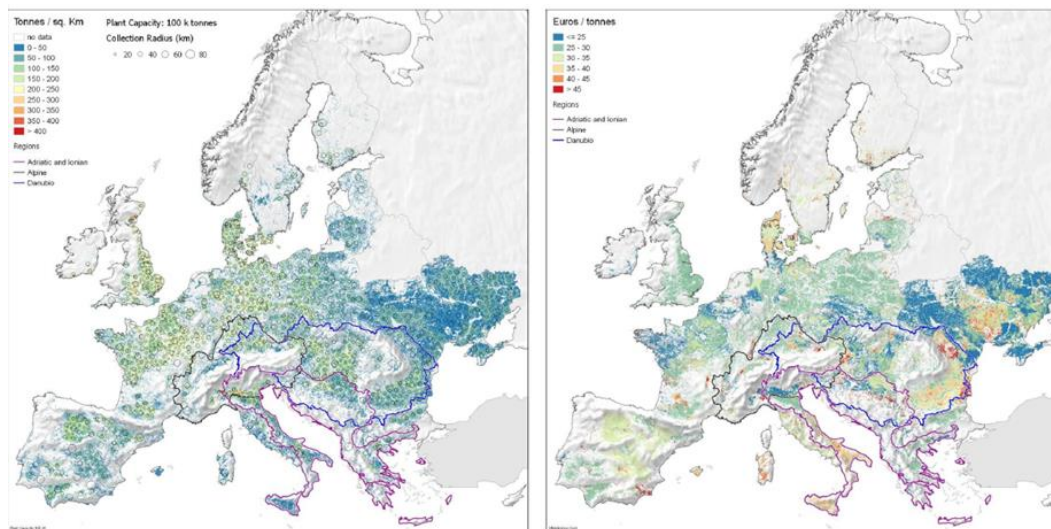 Tonnes / sq. Km
no data
0 - 50
50 - 100
100 - 150
150 - 200
200 - 250
250 - 300
300 - 350
350 - 400
> 400
Regions
Adriatic and Ionian
Alpine
Danubio
Plant Capacity: 100 k tonnes
Collection Radius (km)
20 40 60 80
Euros / tonnes
<= 25
25 - 30
30 - 35
35 - 40
40 - 45
> 45
Regions
Adriatic and Ionian
Alpine
Danubio